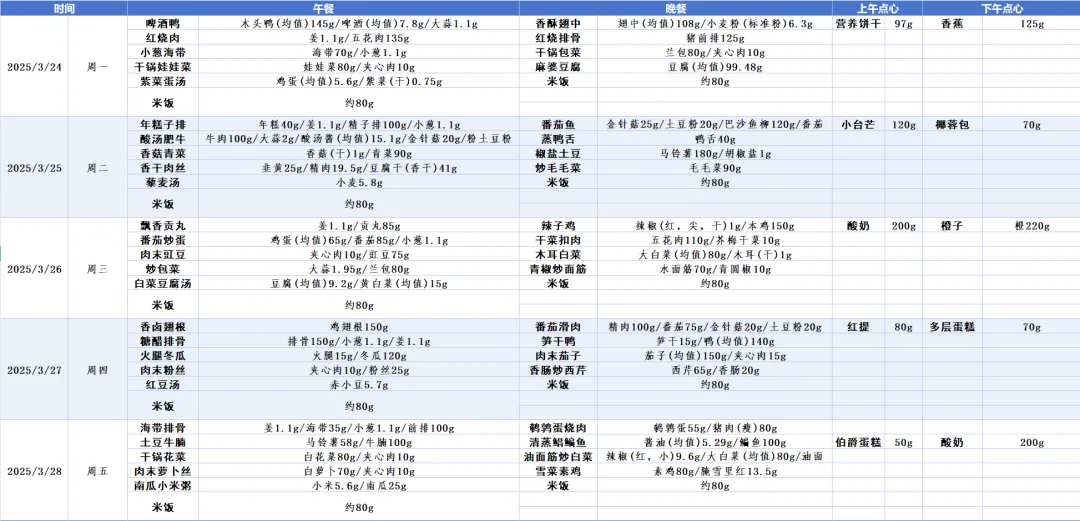 时间 午餐 晚餐 上午点心 下午点心
啤酒鸭 木头鸭(均值)145g/啤酒(均值)7.8g/大蒜1.1g 香酥翅中 翅中(均值)108g/小麦粉(标准粉)6.3g 营养饼干 97g 香蕉 125g
红烧肉 姜1.1g/五花肉135g 红烧排骨 猪前排125g
小葱海带 海带70g/小葱1.1g 干锅包菜 兰包80g/夹心肉10g
2025/3/24 周一 干锅娃娃菜 娃娃菜80g/夹心肉10g 麻婆豆腐 豆腐(均值)99.48g
紫菜蛋汤 鸡蛋(均值)5.6g/紫菜(干)0.75g 米饭 约80g
米饭 约80g
年糕子排 年糕40g/姜1.1g/精子排100g/小葱1.1g 番茄鱼 金针菇25g/土豆粉20g/巴沙鱼柳120g/番茄 小台芒 120g 椰蓉包 70g
酸汤肥牛 牛肉100g/大蒜2g/酸汤酱(均值)15.1g/金针菇20g/粉土豆粉 蒸鸭舌 鸭舌40g
香菇青菜 香菇(干)1g/青菜90g 椒盐土豆 马铃薯180g/胡椒盐1g
2025/3/25 周二 香干肉丝 韭黄25g/精肉19.5g/豆腐干(香干)41g 炒毛毛菜 毛毛菜90g
藜麦汤 小麦5.8g 米饭 约80g
米饭 约80g
飘香贡丸 姜1.1g/贡丸85g 辣子鸡 辣椒(红，尖，干)1g/本鸡150g 酸奶 200g 橙子 橙220g
番茄炒蛋 鸡蛋(均值)65g/番茄85g/小葱1.1g 干菜扣肉 五花肉110g/芥梅干菜10g
肉末豇豆 夹心肉10g/豇豆75g 木耳白菜 大白菜(均值)80g/木耳(干)1g
2025/3/26 周三 炒包菜 大蒜1.95g/兰包80g 青椒炒面筋 水面筋70g/青圆椒10g
白菜豆腐汤 豆腐(均值)9.2g/黄白菜(均值)15g 米饭 约80g
米饭 约80g
香卤翅根 鸡翅根150g 番茄滑肉 精肉100g/番茄75g/金针菇20g/土豆粉20g 红提 80g 多层蛋糕 70g
糖醋排骨 排骨150g/小葱1.1g/姜1.1g 笋干鸭 笋干15g/鸭(均值)140g
火腿冬瓜 火腿15g/冬瓜120g 肉末茄子 茄子(均值)150g/夹心肉15g
2025/3/27 周四 肉末粉丝 夹心肉10g/粉丝25g 香肠炒西芹 西芹65g/香肠20g
红豆汤 赤小豆5.7g 米饭 约80g
米饭 约80g
海带排骨 姜1.1g/海带35g/小葱1.1g/前排100g 鹌鹑蛋烧肉 鹌鹑蛋55g/猪肉(瘦)80g
土豆牛腩 马铃薯58g/牛腩100g 清蒸鲳鳊鱼 酱油(均值)5.29g/鳊鱼100g 伯爵蛋糕 50g 酸奶 200g
干锅花菜 白花菜80g/夹心肉10g 油面筋炒白菜 辣椒(红，小)9.6g/大白菜(均值)80g/油面
2025/3/28 周五 肉末萝卜丝 白萝卜70g/夹心肉10g 雪菜素鸡 素鸡80g/腌雪里红13.5g
南瓜小米粥 小米5.6g/南瓜25g 米饭 约80g
米饭 约80g